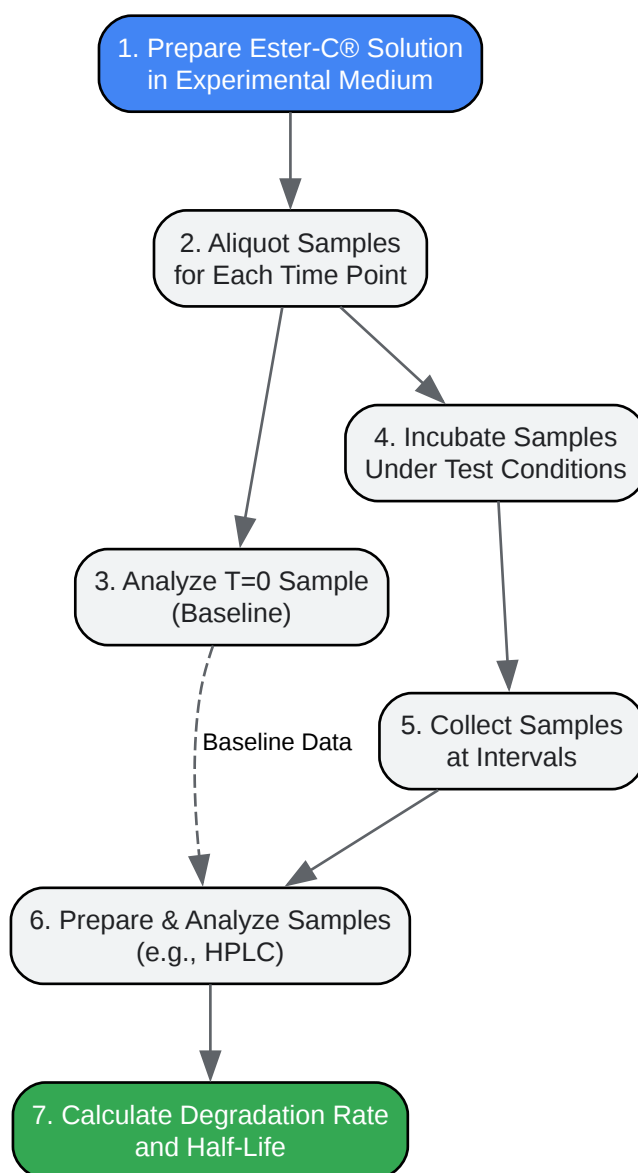 1. Prepare Ester-C® Solution
in Experimental Medium
2. Aliquot Samples
for Each Time Point
4. Incubate Samples
Under Test Conditions
3. Analyze T=0 Sample
(Baseline)
5. Collect Samples
at Intervals
Baseline Data
6. Prepare & Analyze Samples
(e.g., HPLC)
7. Calculate Degradation Rate
and Half-Life